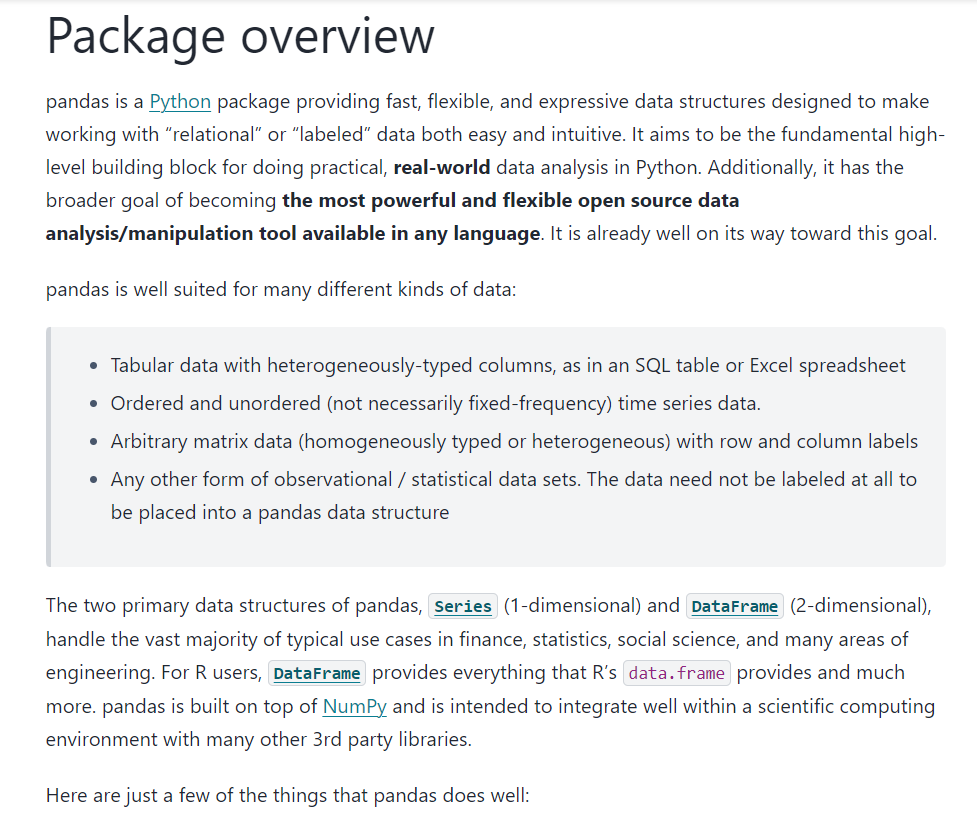 Package overview
pandas is a Python package providing fast, flexible, and expressive data structures designed to make
working with “relational” or “labeled” data both easy and intuitive. It aims to be the fundamental high-
level building block for doing practical, real-world data analysis in Python. Additionally, it has the
broader goal of becoming the most powerful and flexible open source data
analysis/manipulation tool available in any language. It is already well on its way toward this goal.
pandas is well suited for many different kinds of data:
• Tabular data with heterogeneously-typed columns, as in an SQL table or Excel spreadsheet
• Ordered and unordered (not necessarily fixed-frequency) time series data.
• Arbitrary matrix data (homogeneously typed or heterogeneous) with row and column labels
• Any other form of observational / statistical data sets. The data need not be labeled at all to
be placed into a pandas data structure
The two primary data structures of pandas, Series (1-dimensional) and DataFrame (2-dimensional),
handle the vast majority of typical use cases in finance, statistics, social science, and many areas of
engineering. For R users, DataFrame provides everything that R’s data.frame provides and much
more. pandas is built on top of NumPy and is intended to integrate well within a scientific computing
environment with many other 3rd party libraries.
Here are just a few of the things that pandas does well: